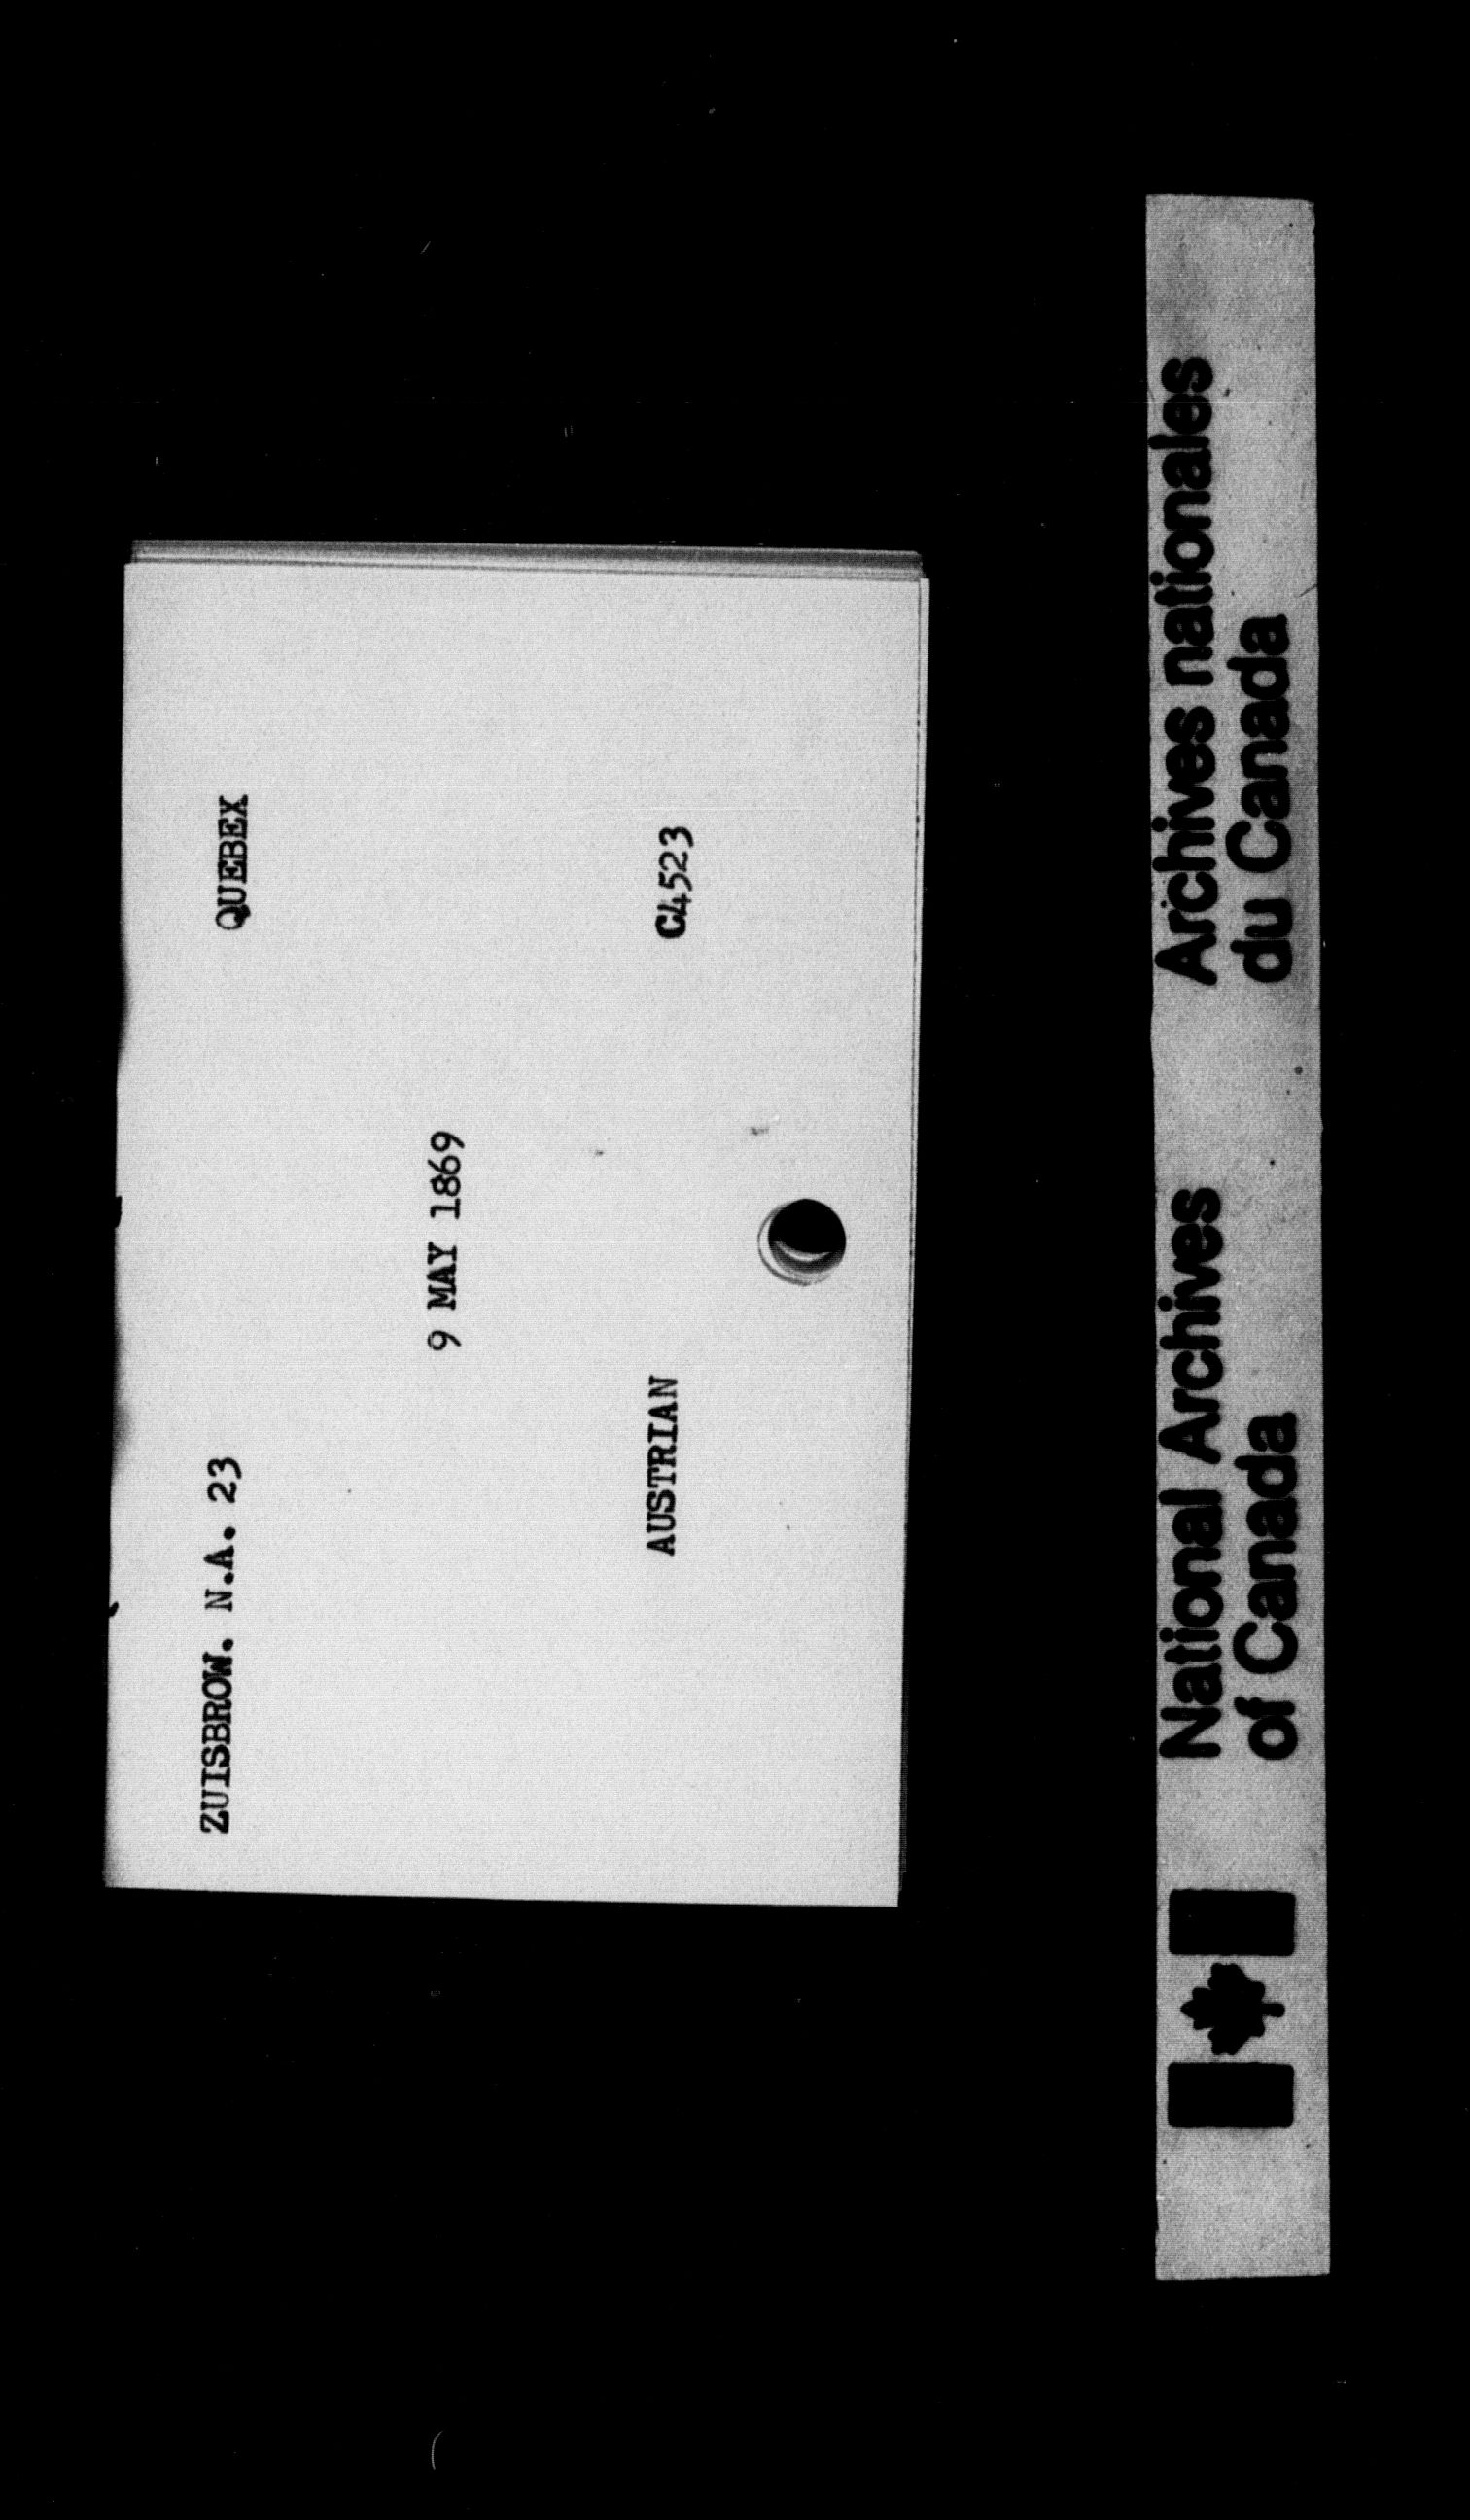 ZUISBROW. N.A. 23 QUEBEX
9 MAY 1869
AUSTRIAN C4523
National Archives Archives nationales
of Canada du Canada